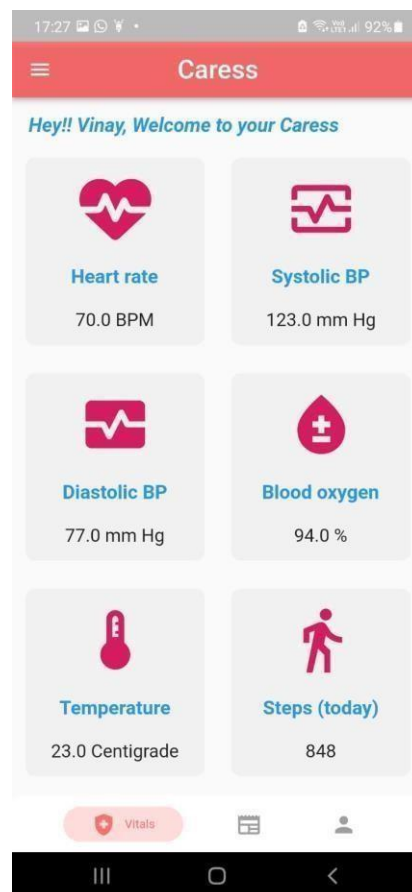 17:27
92%
Caress
Hey!! Vinay, Welcome to your Caress
Heart rate
70.0 BPM
Systolic BP
123.0 mm Hg
Diastolic BP
77.0 mm Hg
Blood oxygen
94.0 %
Temperature
23.0 Centigrade
Steps (today)
848
Vitals